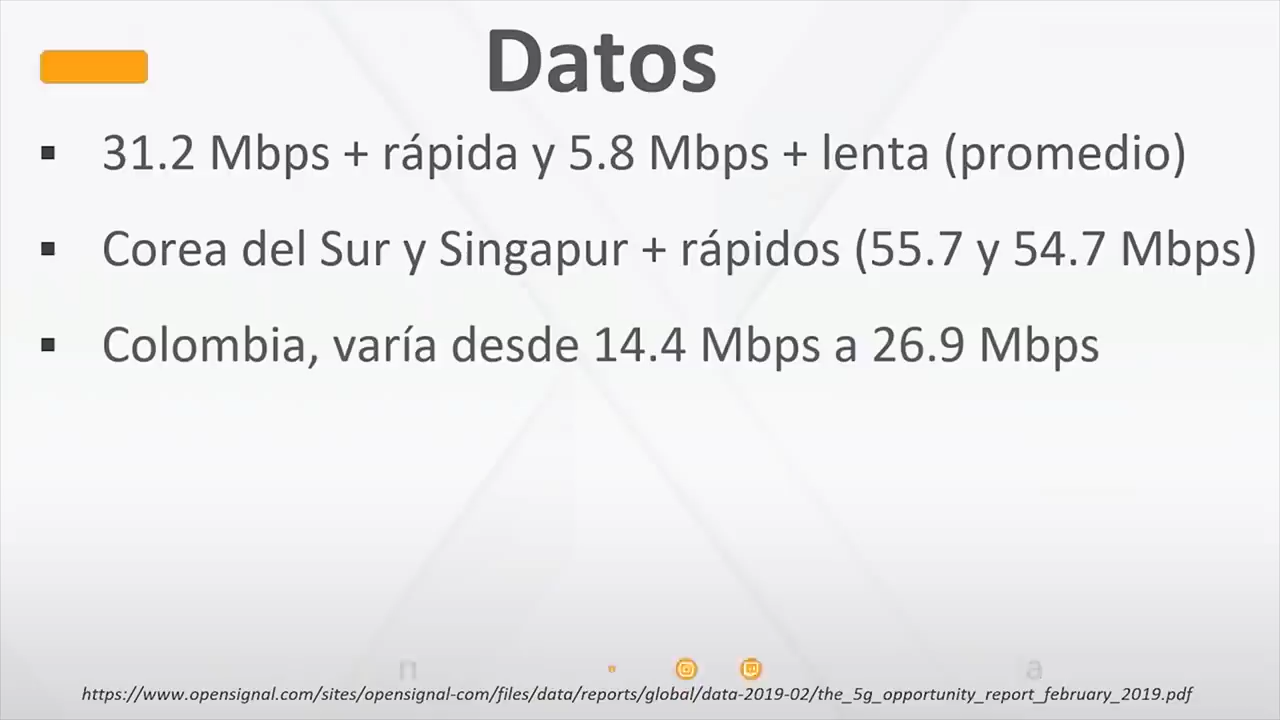 Datos
▪ 31.2 Mbps + rápida y 5.8 Mbps + lenta (promedio)
▪ Corea del Sur y Singapur + rápidos (55.7 y 54.7 Mbps)
▪ Colombia, varía desde 14.4 Mbps a 26.9 Mbps
n a
https://www.opensignal.com/sites/opensignal-com/files/data/reports/global/data-2019-02/the_5g_opportunity_report_february_2019.pdf